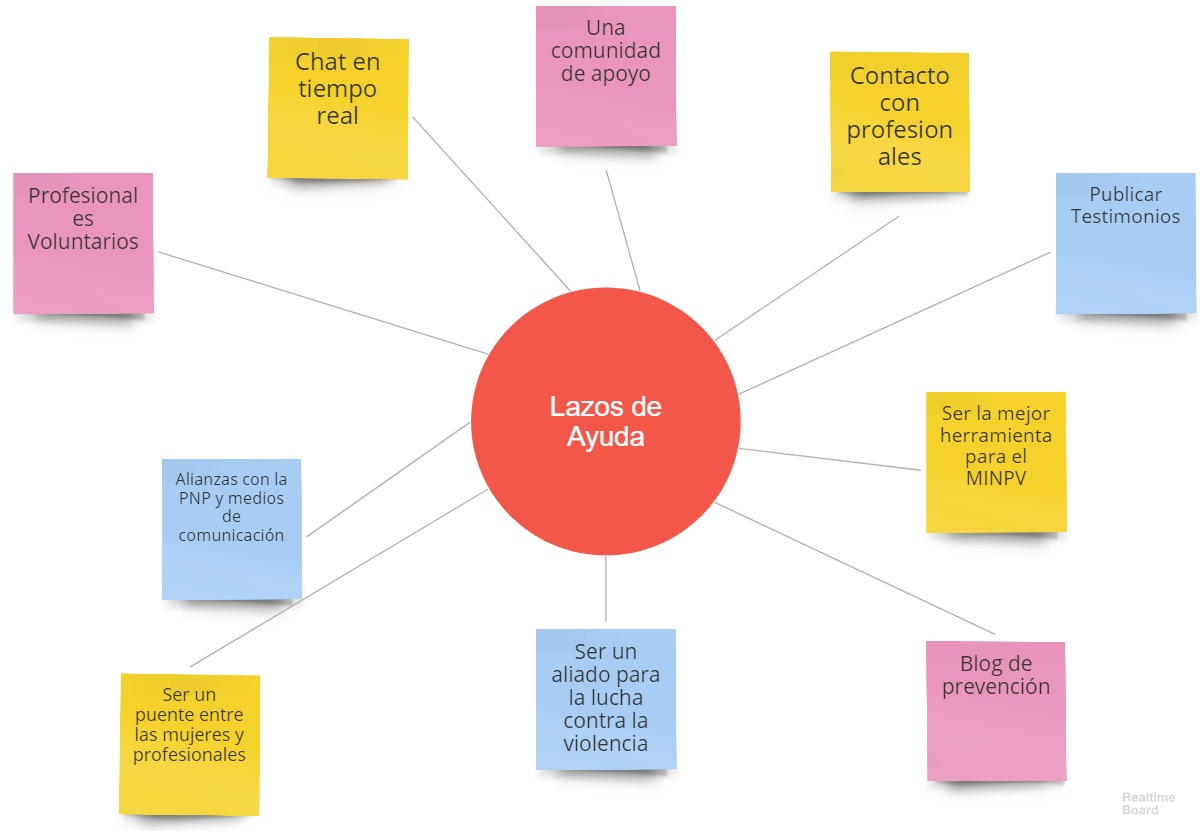 Una
comunidad
de apoyo
Chat en
tiempo
real
Contacto
con
profesion
ales
Profesional
es
Voluntarios
Publicar
Testimonios
Lazos de
Ayuda
Ser la mejor
herramienta
para el
MINPV
Alianzas con la
PNP y medios
de
comunicación
Ser un
puente entre
las mujeres y
profesionales
Ser un
aliado para
la lucha
contra la
violencia
Blog de
prevención
Realtime
Board